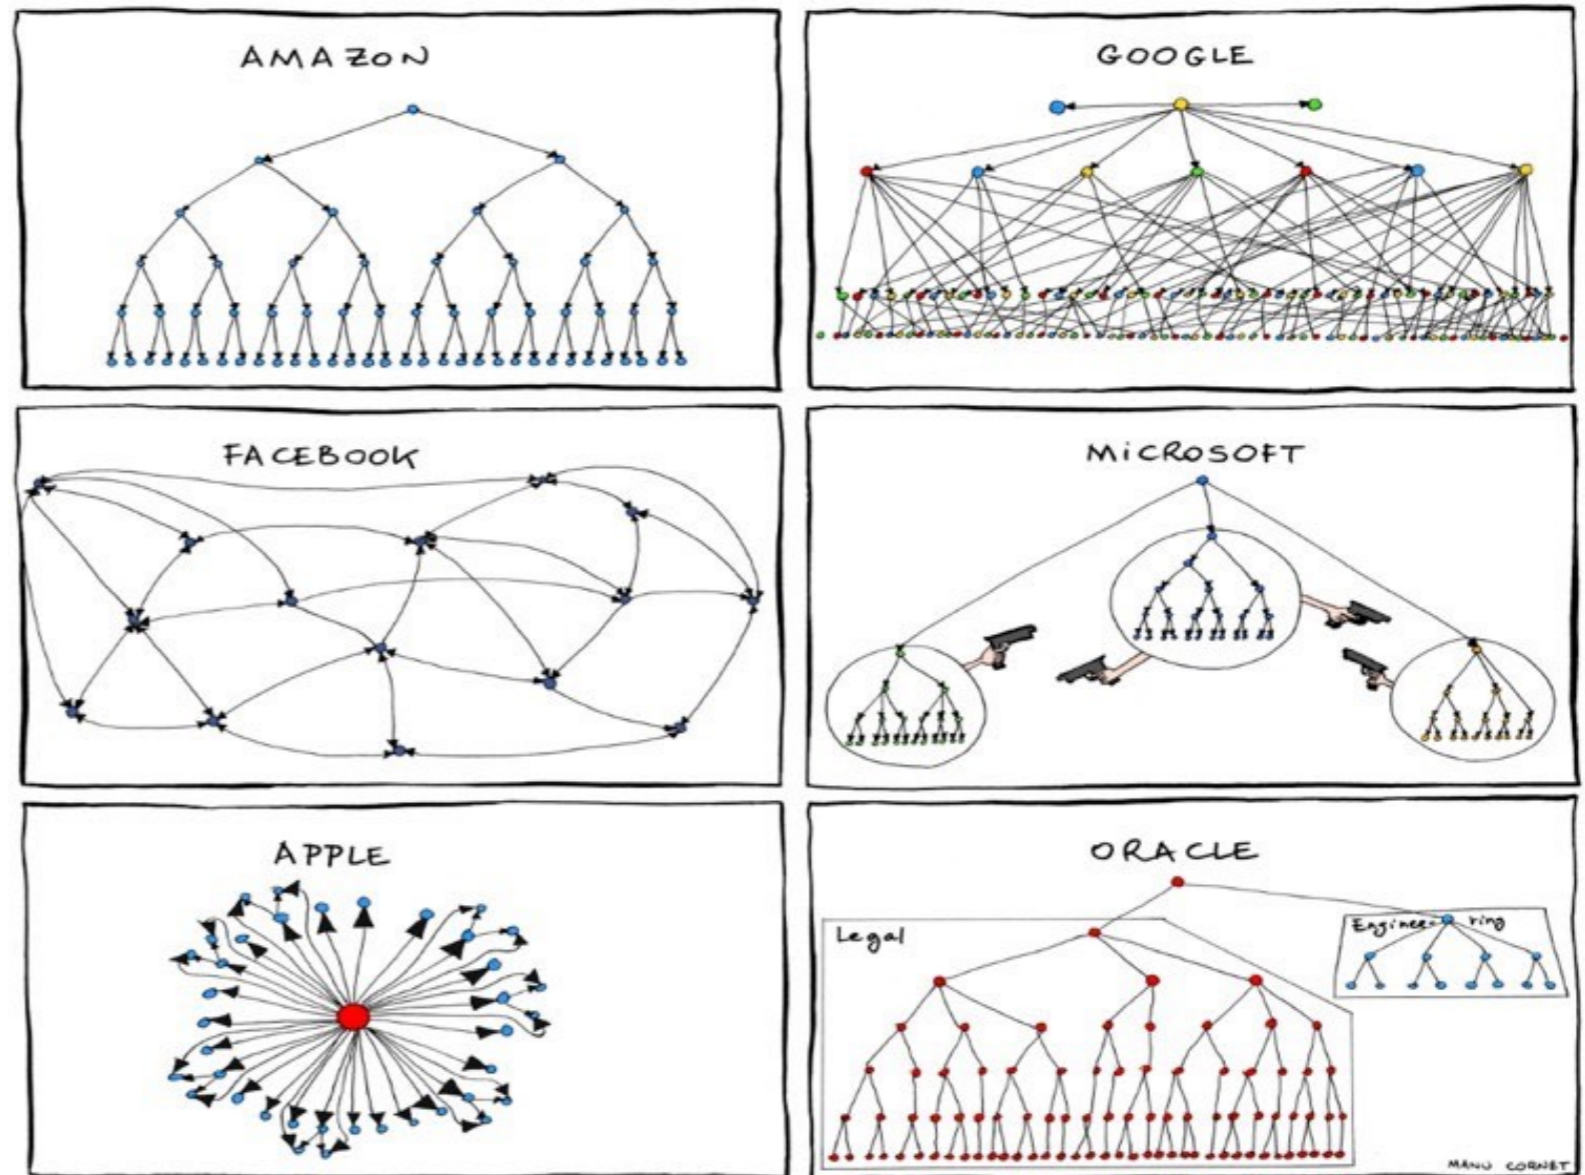 AMAZON
GOOGLE
FACEBOOK
MiCROSOFT
APPLE
ORACLE
Legal
Engineering
MANU CORNET